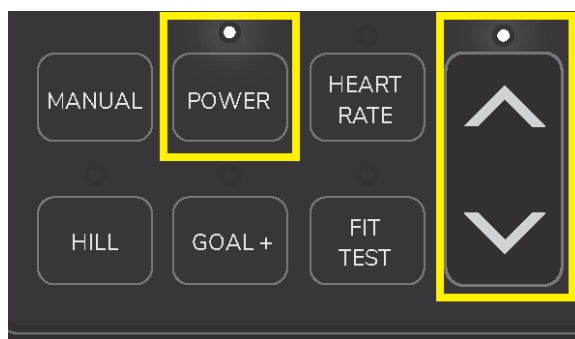 MANUAL
POWER
HEART
RATE
HILL
GOAL +
FIT
TEST